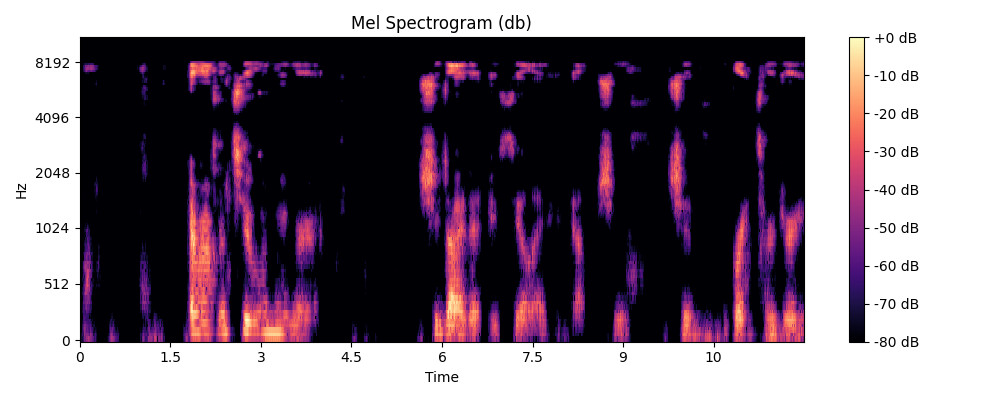 Mel Spectrogram (db)
Hz
8192
4096
2048
1024
512
0
0 1.5 3 4.5 6 7.5 9 10
Time
+0 dB
-10 dB
-20 dB
-30 dB
-40 dB
-50 dB
-60 dB
-70 dB
-80 dB